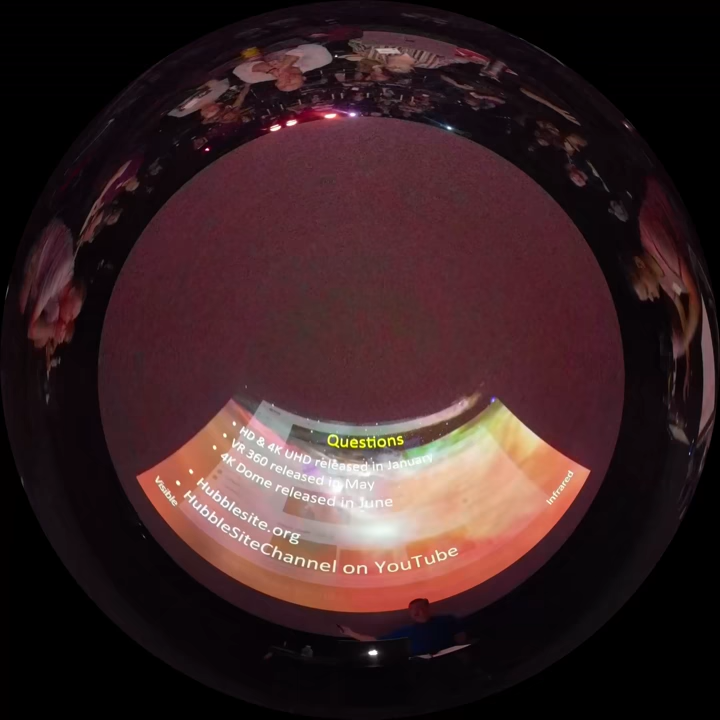 Questions
HD & 4K UHD released in January
VR 360 released in May
4K Dome released in June
Hubblesite.org
HubbleSiteChannel on YouTube
Visible
Infrared